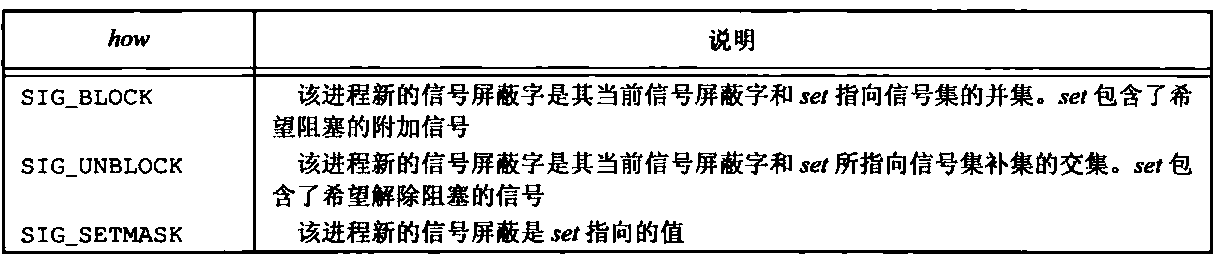 how 说明
SIG_BLOCK 该进程新的信号屏蔽字是其当前信号屏蔽字和 set 指向信号集的并集。set 包含了希
望阻塞的附加信号
SIG_UNBLOCK 该进程新的信号屏蔽字是其当前信号屏蔽字和 set 所指向信号集补集的交集。set 包
含了希望解除阻塞的信号
SIG_SETMASK 该进程新的信号屏蔽是 set 指向的值